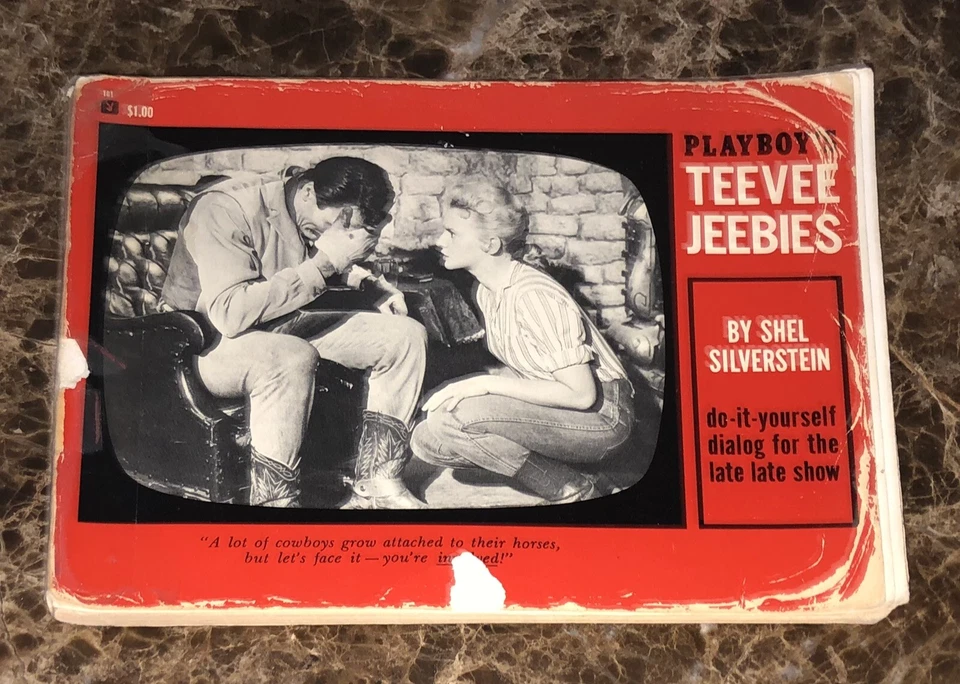 101
$1.00
PLAYBOY'S
TEEVEE
JEEBIES
BY SHEL
SILVERSTEIN
do-it-yourself
dialog for the
late late show
"A lot of cowboys grow attached to their horses,
but let's face it — you're